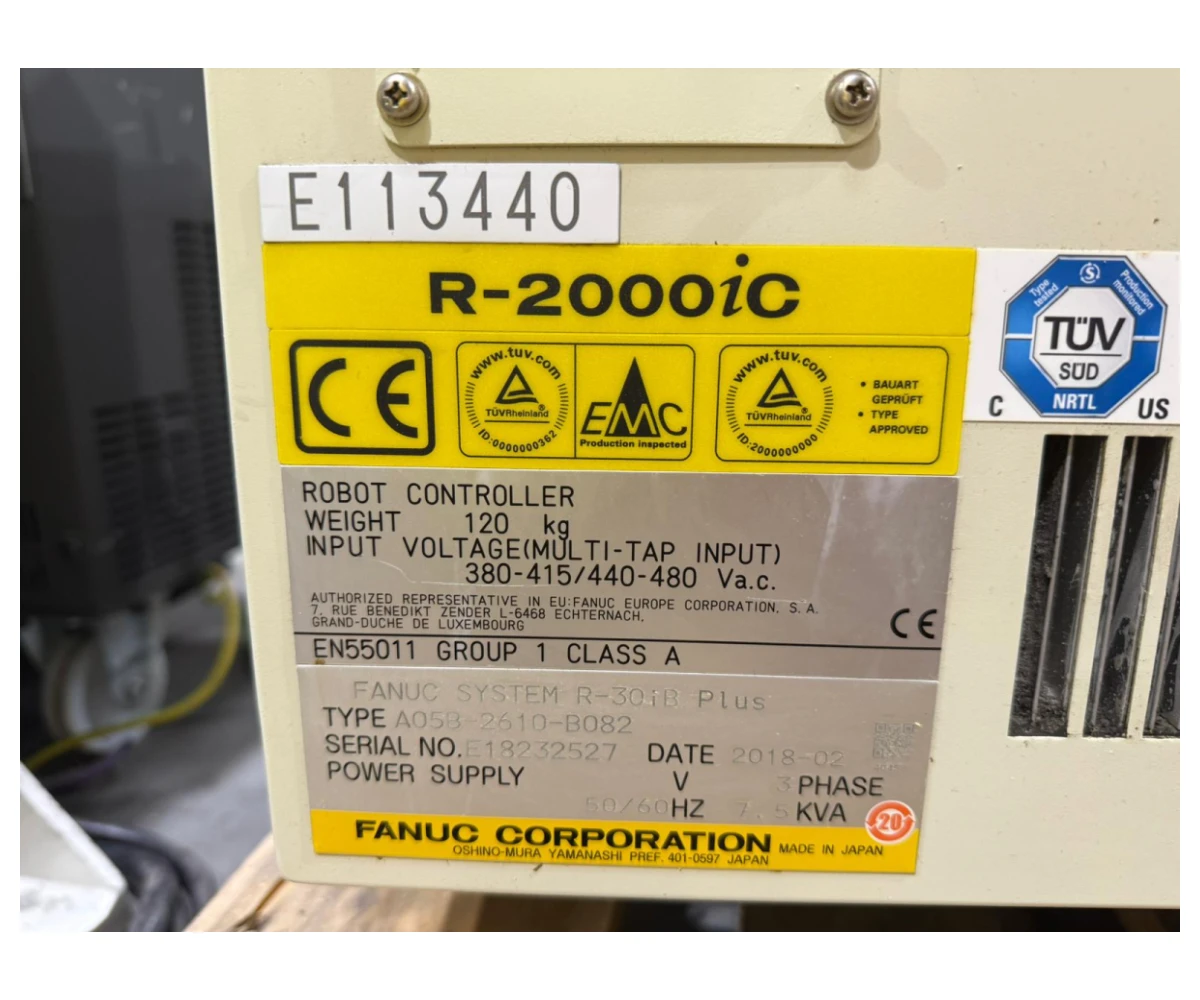 E113440
R-2000iC
CE
www.tuv.com
TÜVRheinland®
ID:0000000362
EMC
Production inspected
www.tuv.com
TÜVRheinland®
ID:2000000000
• BAUART
GEPRÜFT
• TYPE
APPROVED
Type tested
S
Production monitored
TÜV
SÜD
NRTL
C US
ROBOT CONTROLLER
WEIGHT 120 kg
INPUT VOLTAGE(MULTI-TAP INPUT)
380-415/440-480 Va.c.
AUTHORIZED REPRESENTATIVE IN EU:FANUC EUROPE CORPORATION, S. A.
7, RUE BENEDIKT ZENDER L-6468 ECHTERNACH,
GRAND-DUCHE DE LUXEMBOURG
CE
EN55011 GROUP 1 CLASS A
FANUC SYSTEM R-30iB Plus
TYPE A05B-2610-B082
SERIAL NO. E18232527 DATE 2018-02
POWER SUPPLY V 3 PHASE
50/60HZ 7.5 KVA
20
FANUC CORPORATION MADE IN JAPAN
OSHINO-MURA YAMANASHI PREF. 401-0597 JAPAN